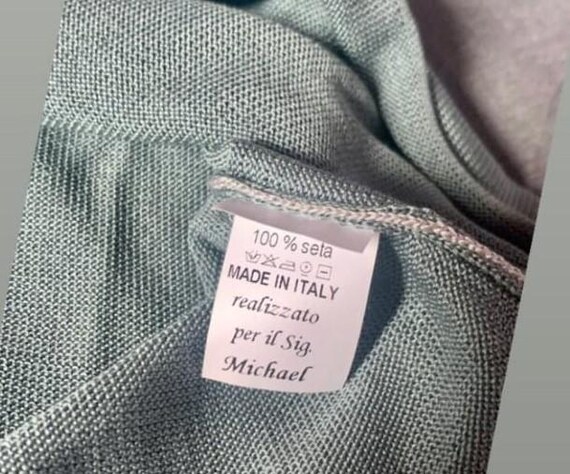 100 % seta
MADE IN ITALY
realizzato
per il Sig.
Michael